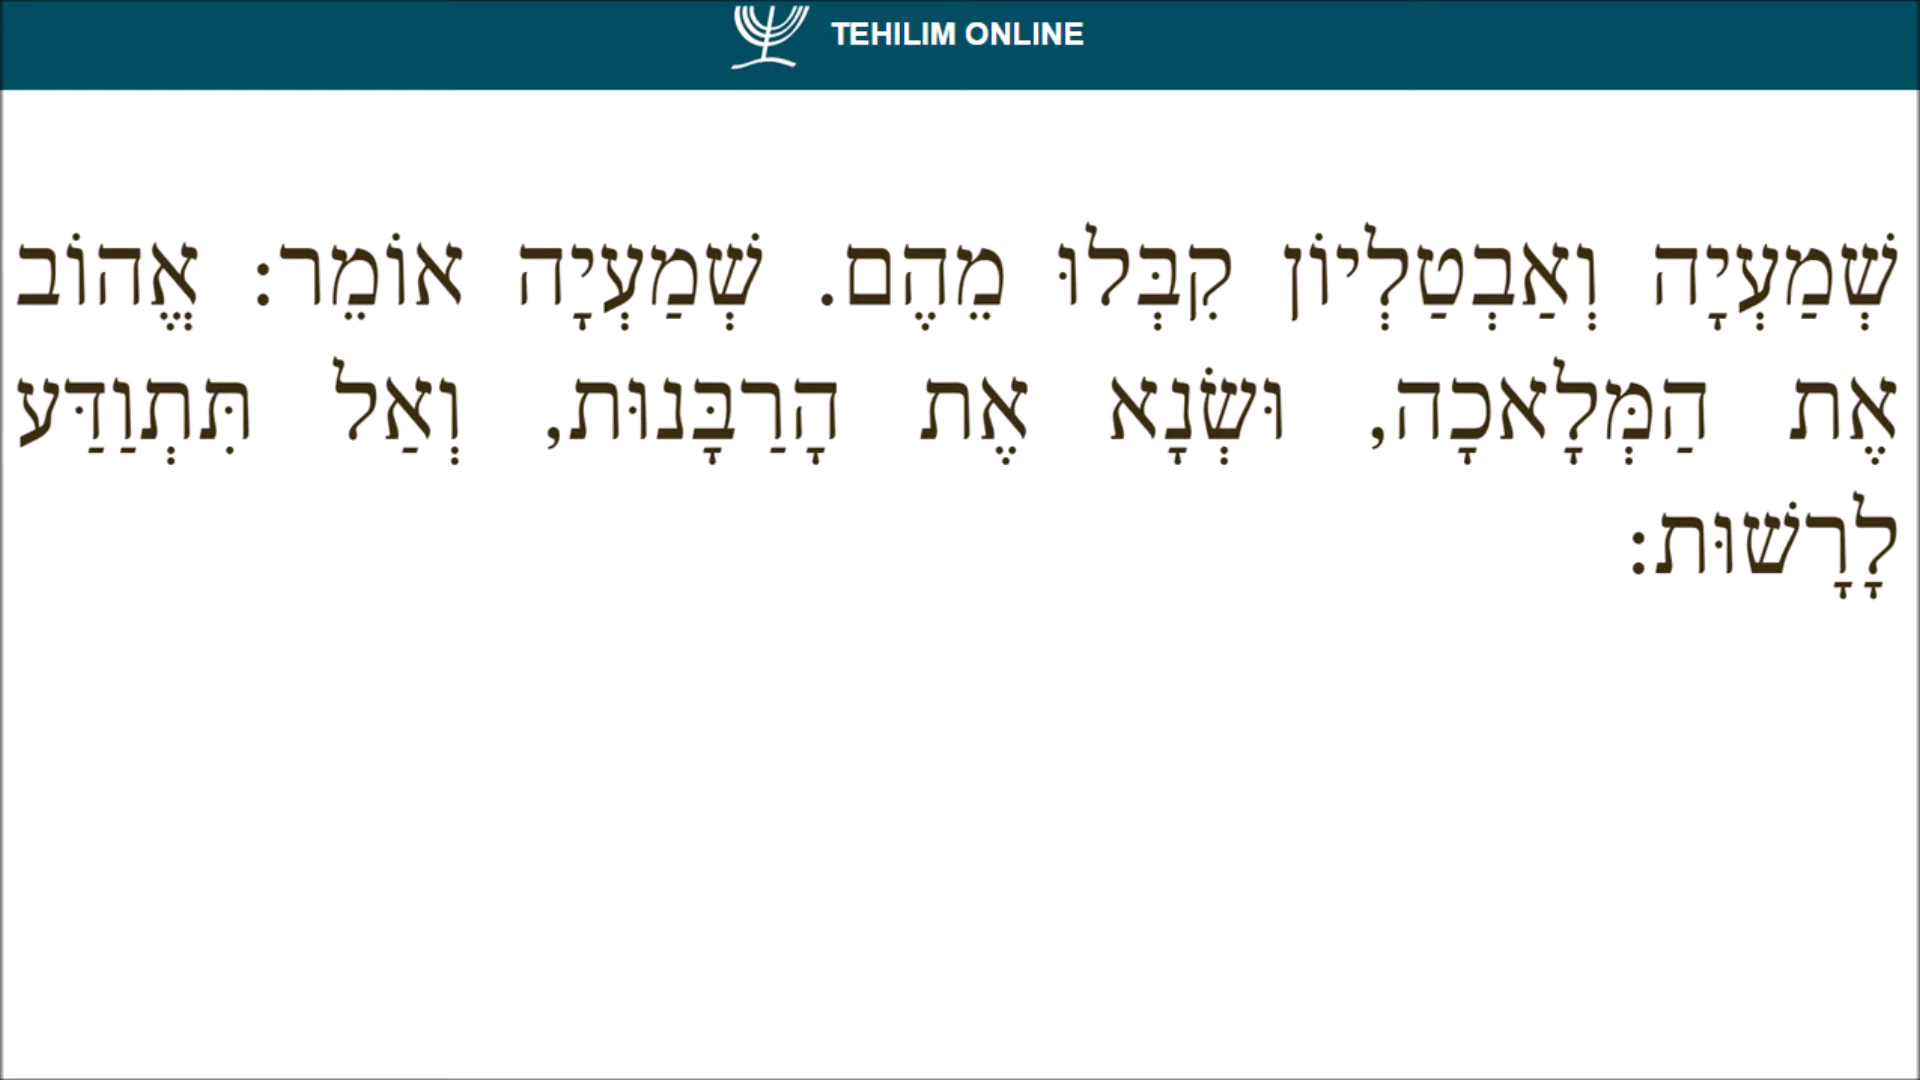 TEHILIM ONLINE
שְׁמַעְיָה וְאַבְטַלְיוֹן קִבְּלוּ מֵהֶם. שְׁמַעְיָה אוֹמֵר: אֱהוֹב
אֶת הַמְּלָאכָה, וּשְׂנָא אֶת הָרַבָּנוּת, וְאַל תִּתְוַדַּע
לָרָשׁוּת: